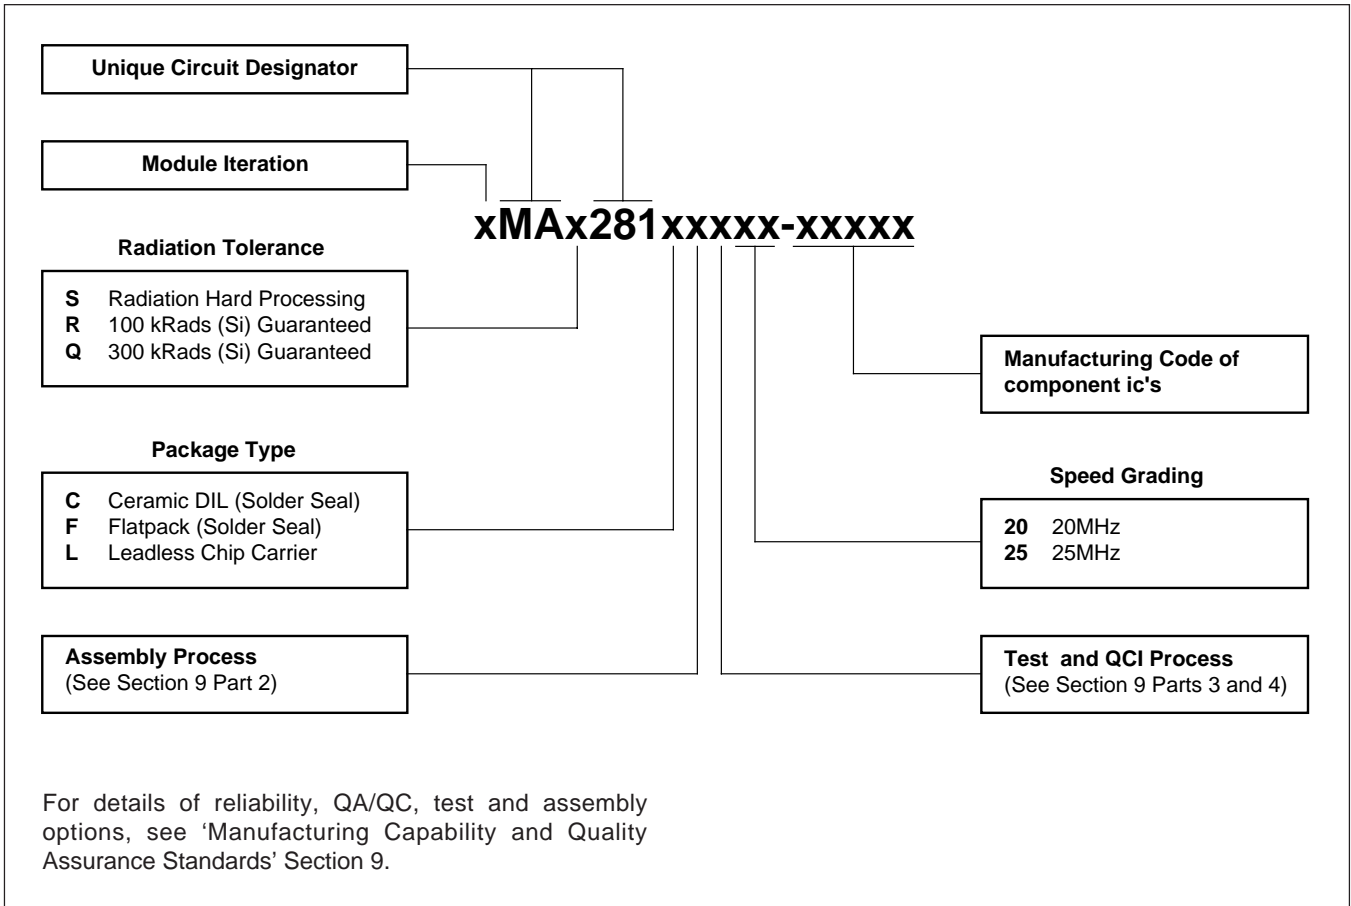 Unique Circuit Designator
Module Iteration
xMAx281xxxxx-xxxxx
Radiation Tolerance
S Radiation Hard Processing
R 100 kRads (Si) Guaranteed
Q 300 kRads (Si) Guaranteed
Manufacturing Code of
component ic's
Package Type
C Ceramic DIL (Solder Seal)
F Flatpack (Solder Seal)
L Leadless Chip Carrier
Speed Grading
20 20MHz
25 25MHz
Assembly Process
(See Section 9 Part 2)
Test and QCI Process
(See Section 9 Parts 3 and 4)
For details of reliability, QA/QC, test and assembly
options, see ‘Manufacturing Capability and Quality
Assurance Standards’ Section 9.